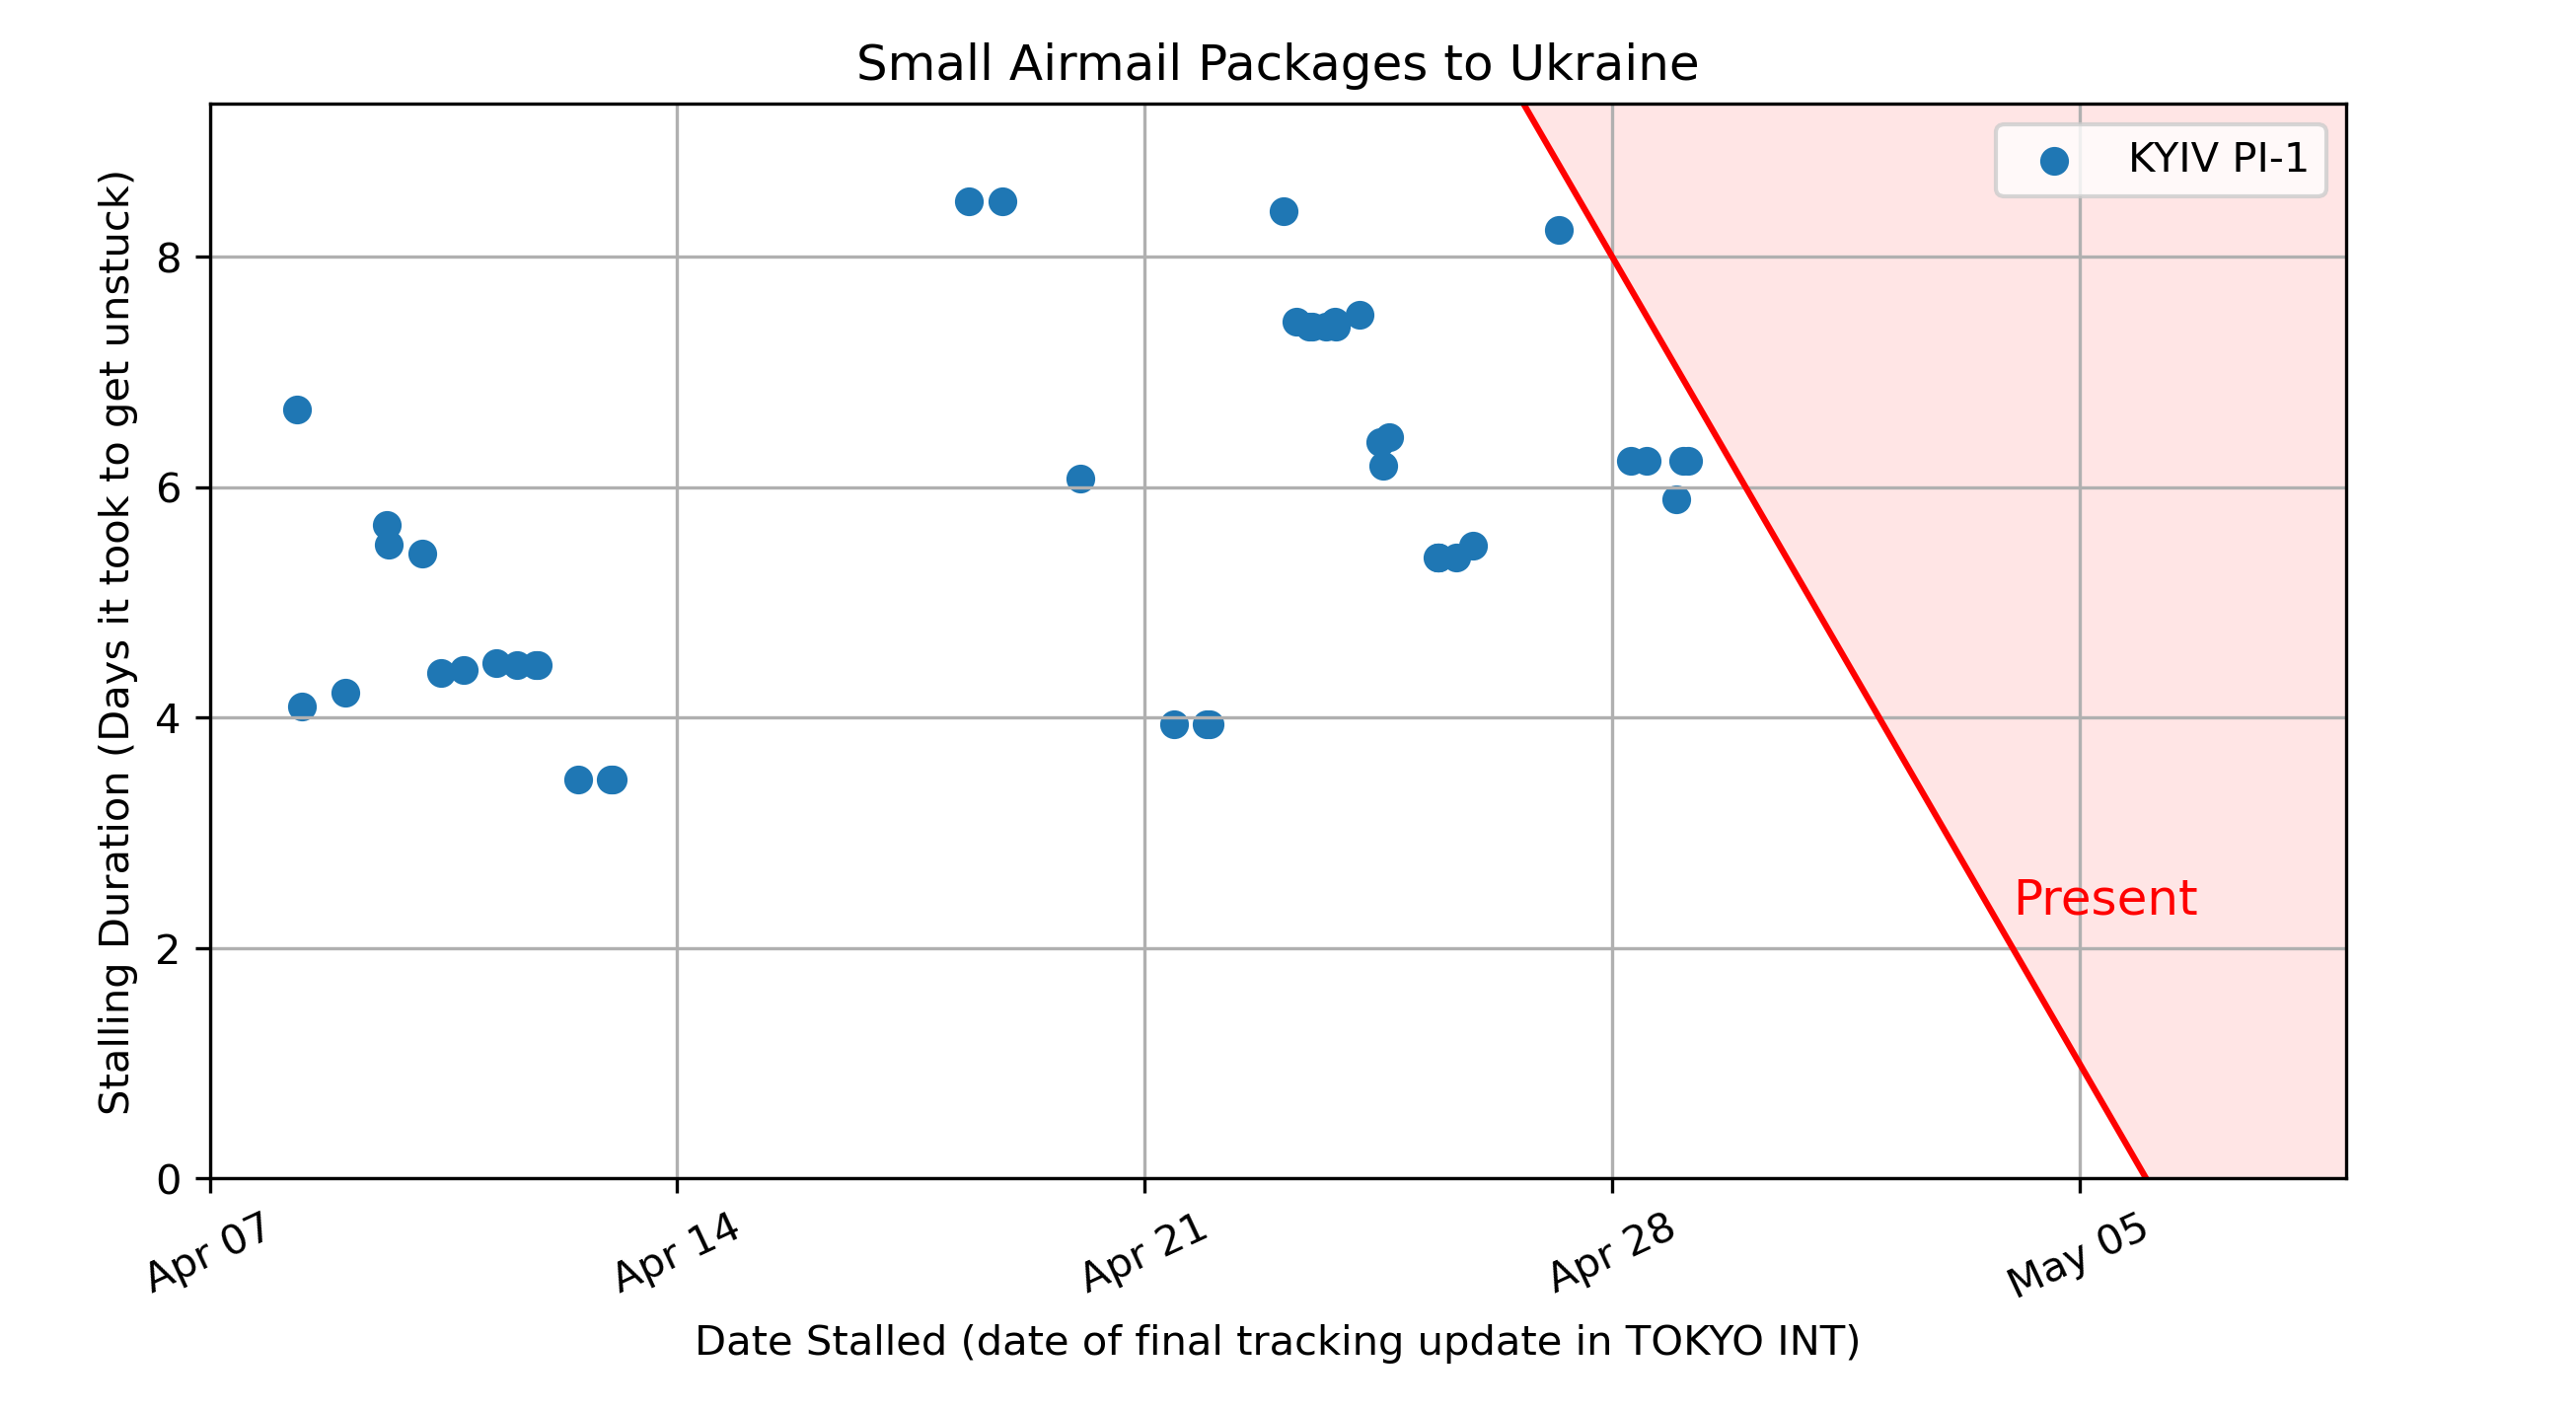 Small Airmail Packages to Ukraine
KYIV PI-1
Stalling Duration (Days it took to get unstuck)
8
6
4
2
0
Present
Apr 07
Apr 14
Apr 21
Apr 28
May 05
Date Stalled (date of final tracking update in TOKYO INT)